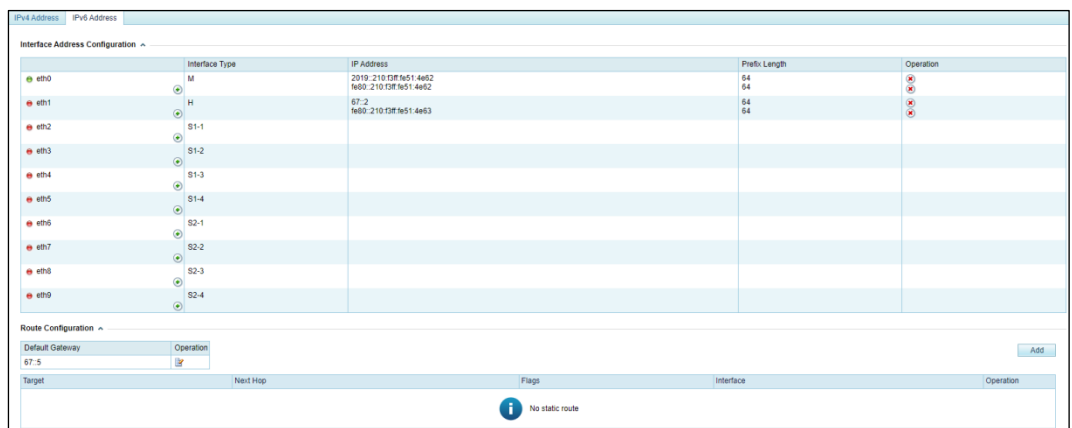 IPv4 Address IPv6 Address
Interface Address Configuration
Interface Type IP Address Prefix Length Operation
eth0 M 2019::210:f3ff:fe51:4e62 64
fe80::210:f3ff:fe51:4e62 64
eth1 H 67::2 64
fe80::210:f3ff:fe51:4e63 64
eth2 S1-1
eth3 S1-2
eth4 S1-3
eth5 S1-4
eth6 S2-1
eth7 S2-2
eth8 S2-3
eth9 S2-4
Route Configuration
Default Gateway Operation
Add
67::5
Target Next Hop Flags Interface Operation
No static route